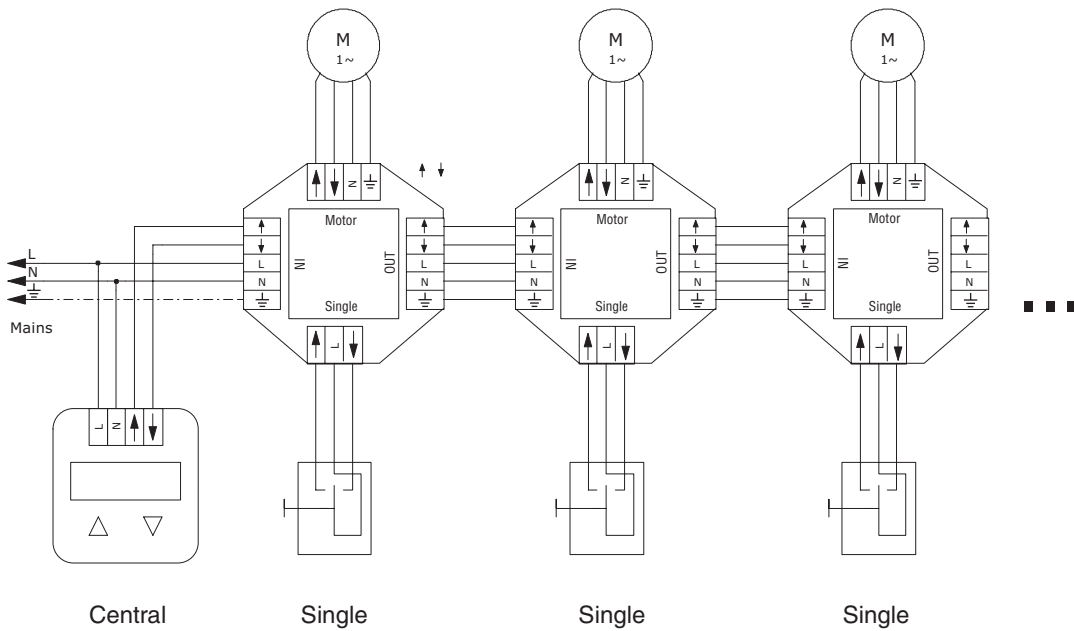 M
1~
M
1~
M
1~
↑ ↓ N ⏚
↑ ↓
↑ ↓ N ⏚
↑ ↓ N ⏚
Motor
Motor
Motor
↑
↓
L
N
⏚
IN
OUT
↑
↓
L
N
⏚
↑
↓
L
N
⏚
IN
OUT
↑
↓
L
N
⏚
↑
↓
L
N
⏚
IN
OUT
↑
↓
L
N
⏚
L
N
⏚
Mains
Single
Single
Single
↑ L ↓
↑ L ↓
↑ L ↓
L N ↑ ↓
△ ▽
Central
Single
Single
Single